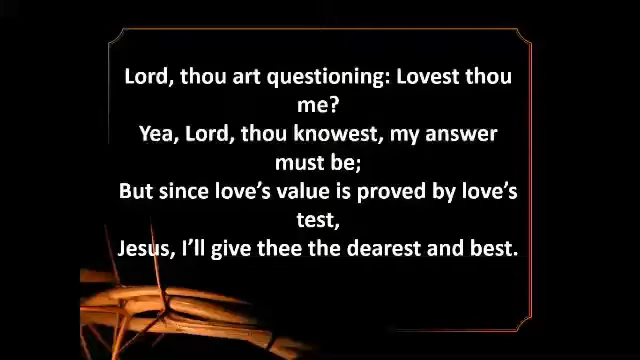 Lord, thou art questioning: Lovest thou
me?
Yea, Lord, thou knowest, my answer
must be;
But since love’s value is proved by love’s
test,
Jesus, I’ll give thee the dearest and best.